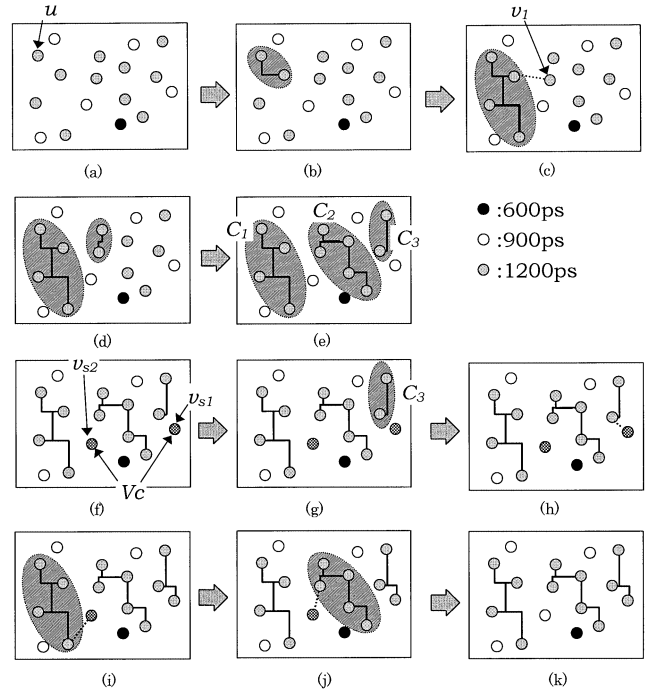 u
v₁
(a)
(b)
(c)
C₁
C₂
C₃
:600ps
:900ps
:1200ps
(d)
(e)
vₛ₂
vₛ₁
Vc
C₃
(f)
(g)
(h)
(i)
(j)
(k)